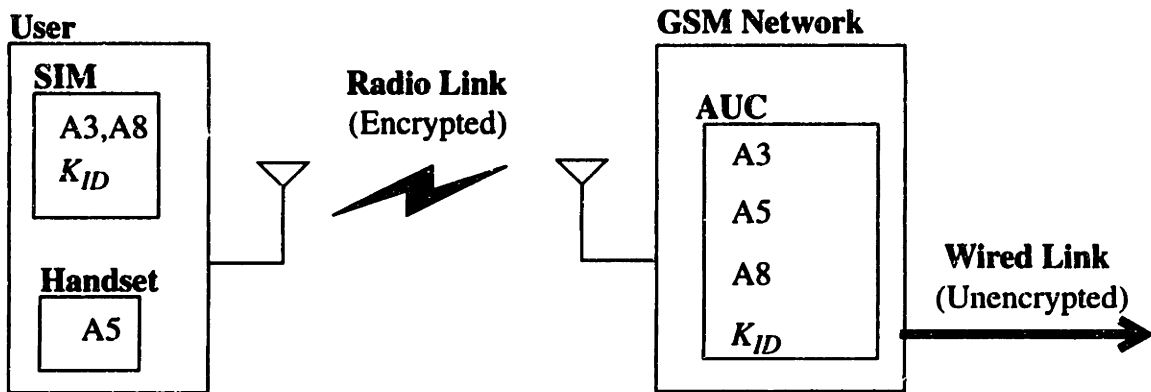 User
SIM
A3,A8
K_ID
Handset
A5
Radio Link
(Encrypted)
GSM Network
AUC
A3
A5
A8
K_ID
Wired Link
(Unencrypted)